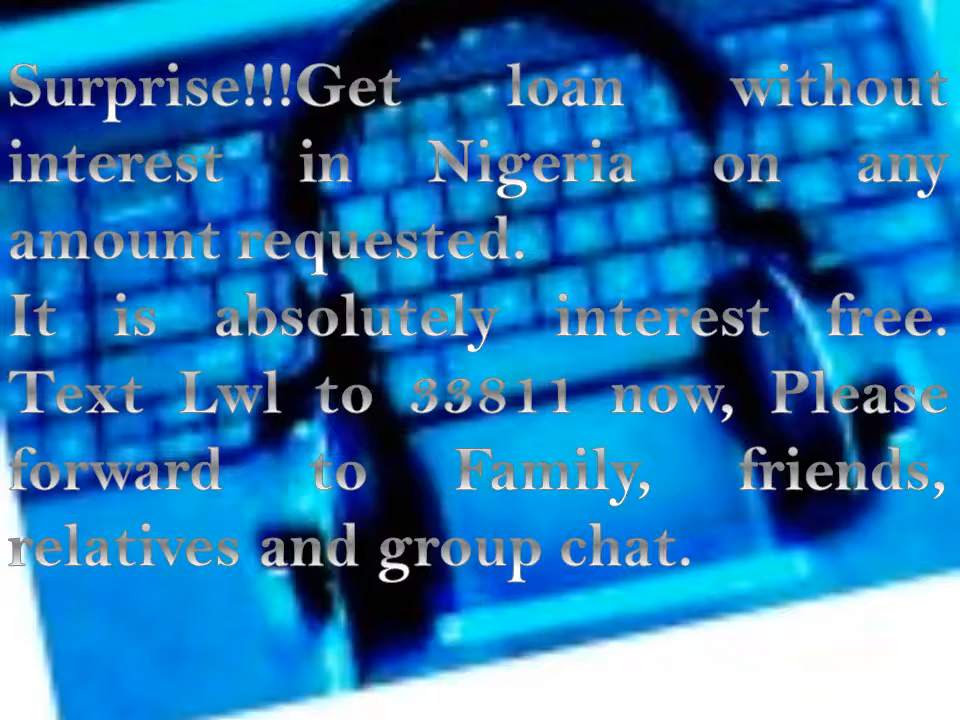 Surprise!!!Get loan without
interest in Nigeria on any
amount requested.
It is absolutely interest free.
Text Lwl to 33811 now, Please
forward to Family, friends,
relatives and group chat.